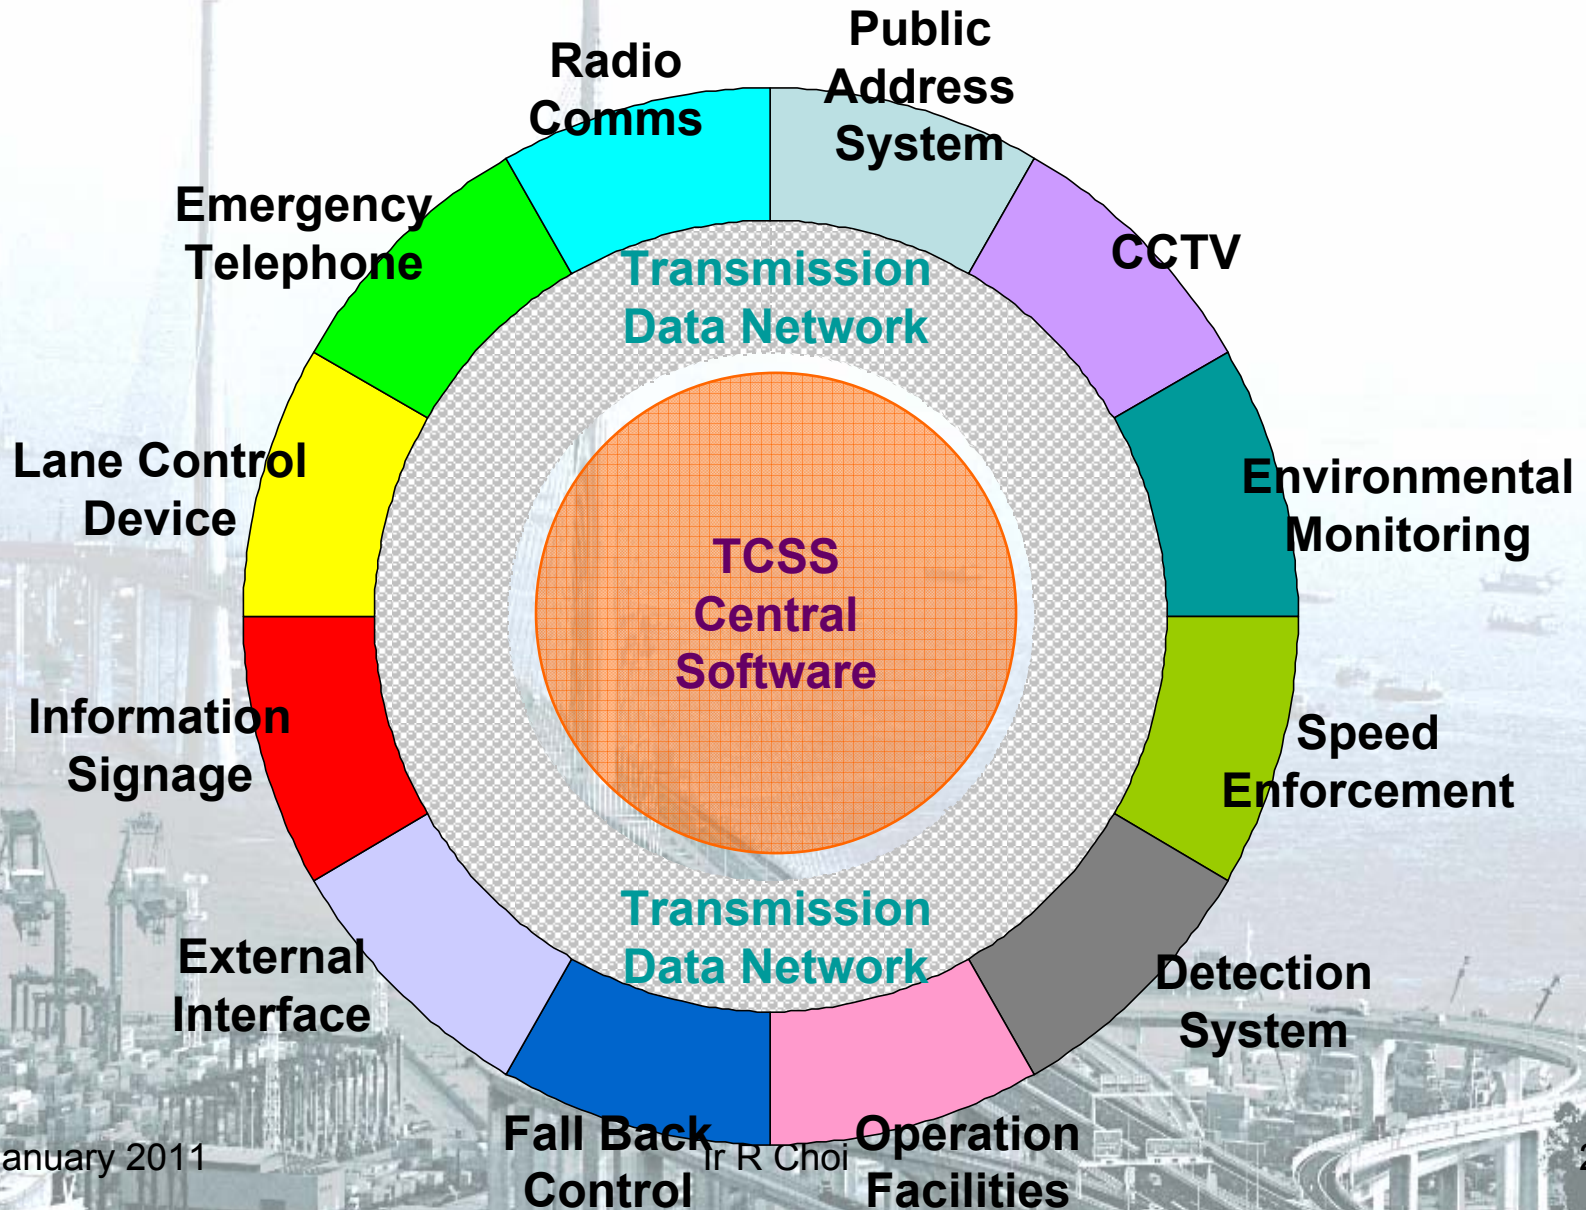 Public
Address
System
Radio
Comms
Emergency
Telephone
CCTV
Transmission
Data Network
Lane Control
Device
Environmental
Monitoring
TCSS
Central
Software
Information
Signage
Speed
Enforcement
Transmission
Data Network
External
Interface
Detection
System
Fall Back
Control
Operation
Facilities
anuary 2011
Ir R Choi
2